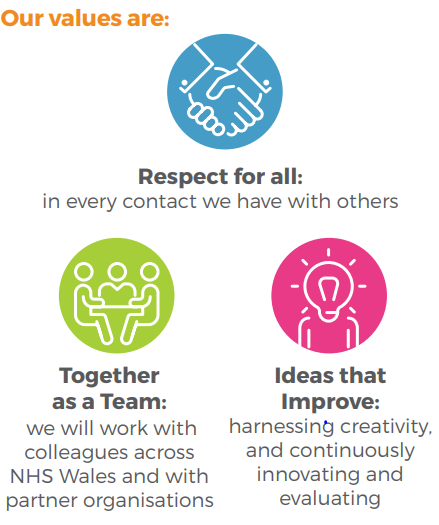 Our values are:
Respect for all:
in every contact we have with others
Together
as a Team:
we will work with
colleagues across
NHS Wales and with
partner organisations
Ideas that
Improve:
harnessing creativity,
and continuously
innovating and
evaluating